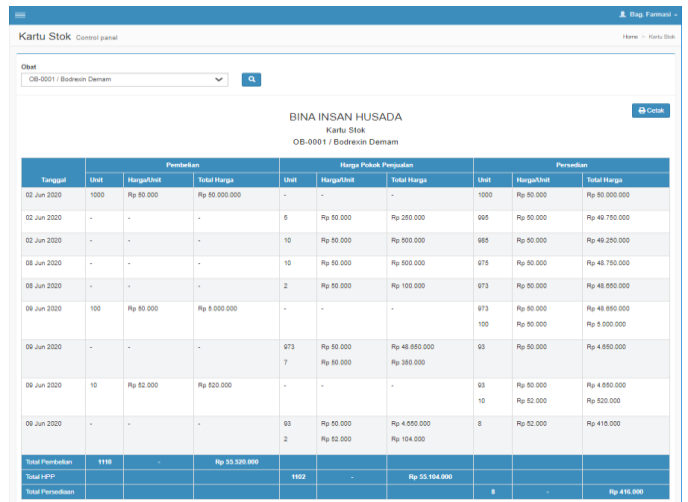 Bag. Farmasi
Kartu Stok Control panel
Home > Kartu Stok
Obat
OB-0001 / Bodrexin Demam
Cetak
BINA INSAN HUSADA
Kartu Stok
OB-0001 / Bodrexin Demam
Tanggal Pembelian Harga Pokok Penjualan Persedian
Unit Harga/Unit Total Harga Unit Harga/Unit Total Harga Unit Harga/Unit Total Harga
02 Jun 2020 1000 Rp 50.000 Rp 50.000.000 - - - 1000 Rp 50.000 Rp 50.000.000
02 Jun 2020 - - - 5 Rp 50.000 Rp 250.000 995 Rp 50.000 Rp 49.750.000
02 Jun 2020 - - - 10 Rp 50.000 Rp 500.000 985 Rp 50.000 Rp 49.250.000
08 Jun 2020 - - - 10 Rp 50.000 Rp 500.000 975 Rp 50.000 Rp 48.750.000
08 Jun 2020 - - - 2 Rp 50.000 Rp 100.000 973 Rp 50.000 Rp 48.650.000
09 Jun 2020 100 Rp 50.000 Rp 5.000.000 - - - 973 Rp 50.000 Rp 48.650.000
100 Rp 50.000 Rp 5.000.000
09 Jun 2020 - - - 973 Rp 50.000 Rp 48.650.000 93 Rp 50.000 Rp 4.650.000
7 Rp 50.000 Rp 350.000
09 Jun 2020 10 Rp 52.000 Rp 520.000 - - - 93 Rp 50.000 Rp 4.650.000
10 Rp 52.000 Rp 520.000
09 Jun 2020 - - - 93 Rp 50.000 Rp 4.650.000 8 Rp 52.000 Rp 416.000
2 Rp 52.000 Rp 104.000
Total Pembelian 1110 - Rp 55.520.000
Total HPP 1102 - Rp 55.104.000
Total Persediaan 8 - Rp 416.000